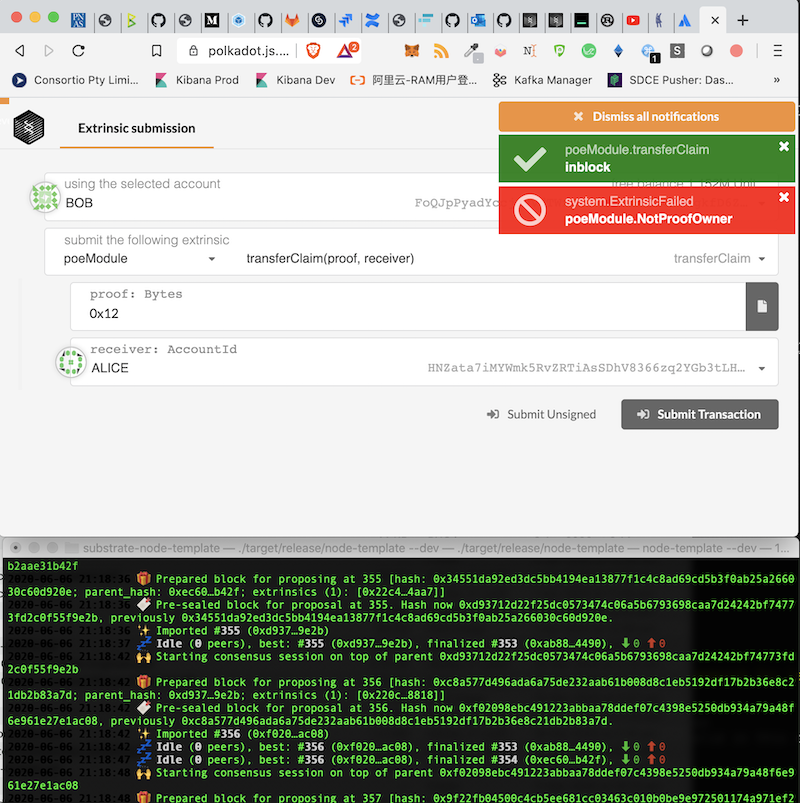 polkadot.js....
2
1
Consortio Pty Limi...
Kibana Prod
Kibana Dev
阿里云-RAM用户登...
Kafka Manager
SDCE Pusher: Das...
»
Extrinsic submission
Dismiss all notifications
poeModule.transferClaim
inblock
system.ExtrinsicFailed
poeModule.NotProofOwner
using the selected account
BOB
FoQJpPyadYc
submit the following extrinsic
poeModule
transferClaim(proof, receiver)
transferClaim
proof: Bytes
0x12
receiver: AccountId
ALICE
HNZata7iMYWmk5RvZRTiAsSDhV8366zq2YGb3tLH…
Submit Unsigned
Submit Transaction
substrate-node-template — ./target/release/node-template --dev — ./target/release/node-template — node-template --dev — 1...
b2aae31b42f
2020-06-06 21:18:36 🎁 Prepared block for proposing at 355 [hash: 0x34551da92ed3dc5bb4194ea13877f1c4c8ad69cd5b3f0ab25a2660
30c60d920e; parent_hash: 0xec60…b42f; extrinsics (1): [0x22c4…4aa7]]
2020-06-06 21:18:36 🔖 Pre-sealed block for proposal at 355. Hash now 0xd93712d22f25dc0573474c06a5b6793698caa7d24242bf7477
3fd2c0f55f9e2b, previously 0x34551da92ed3dc5bb4194ea13877f1c4c8ad69cd5b3f0ab25a266030c60d920e.
2020-06-06 21:18:36 ✨ Imported #355 (0xd937…9e2b)
2020-06-06 21:18:37 💤 Idle (0 peers), best: #355 (0xd937…9e2b), finalized #353 (0xab88…4490), ⬇ 0 ⬆ 0
2020-06-06 21:18:42 🙌 Starting consensus session on top of parent 0xd93712d22f25dc0573474c06a5b6793698caa7d24242bf74773fd
2c0f55f9e2b
2020-06-06 21:18:42 🎁 Prepared block for proposing at 356 [hash: 0xc8a577d496ada6a75de232aab61b008d8c1eb5192df17b2b36e8c2
1db2b83a7d; parent_hash: 0xd937…9e2b; extrinsics (1): [0x220c…8818]]
2020-06-06 21:18:42 🔖 Pre-sealed block for proposal at 356. Hash now 0xf02098ebc491223abbaa78ddef07c4398e5250db934a79a48f
6e961e27e1ac08, previously 0xc8a577d496ada6a75de232aab61b008d8c1eb5192df17b2b36e8c21db2b83a7d.
2020-06-06 21:18:42 ✨ Imported #356 (0xf020…ac08)
2020-06-06 21:18:42 💤 Idle (0 peers), best: #356 (0xf020…ac08), finalized #353 (0xab88…4490), ⬇ 0 ⬆ 0
2020-06-06 21:18:47 💤 Idle (0 peers), best: #356 (0xf020…ac08), finalized #354 (0xec60…b42f), ⬇ 0 ⬆ 0
2020-06-06 21:18:48 🙌 Starting consensus session on top of parent 0xf02098ebc491223abbaa78ddef07c4398e5250db934a79a48f6e9
61e27e1ac08
2020-06-06 21:18:48 🎁 Prepared block for proposing at 357 [hash: 0x9f22fb04500c4cb5ee681cc03463c010b0be9e972501174a971ef2